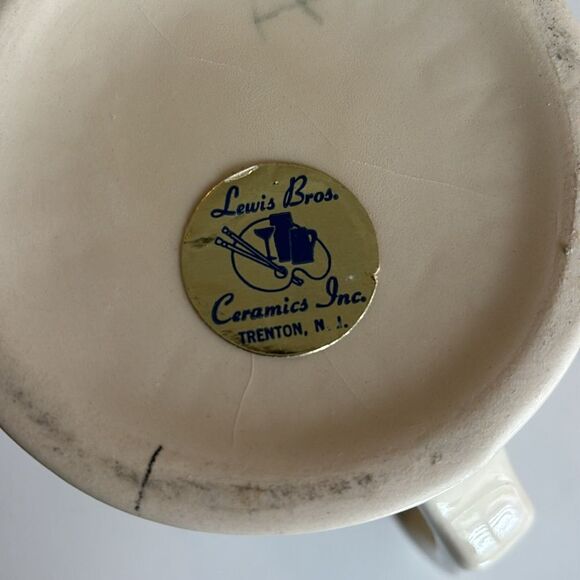 Lewis Bros.
Ceramics Inc.
TRENTON, N. J.